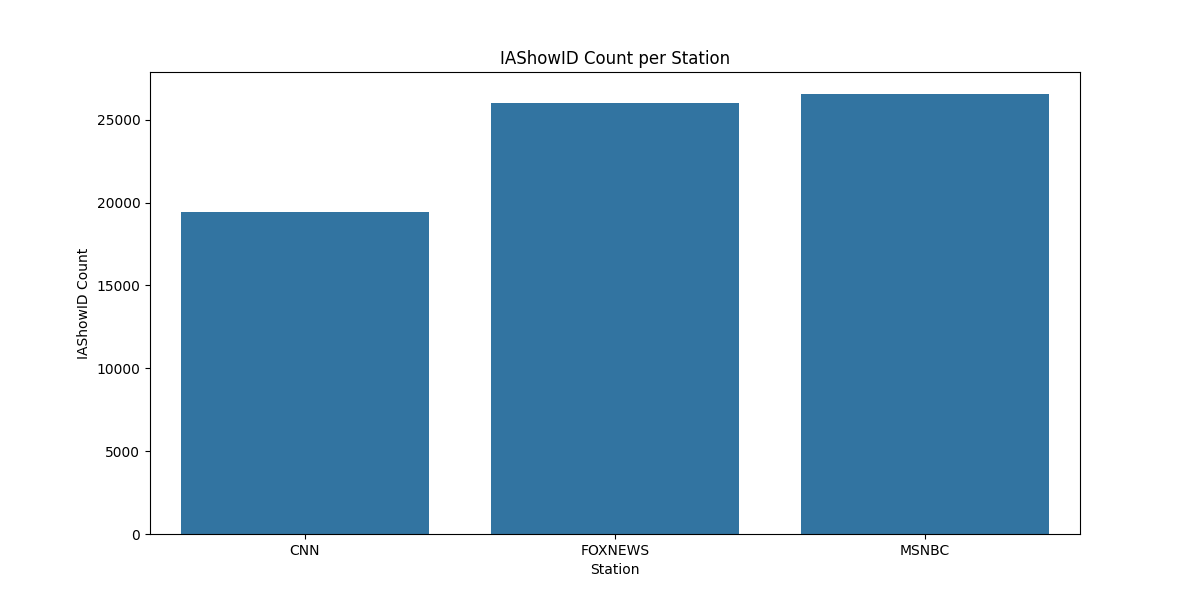 IAShowID Count per Station
IAShowID Count
25000
20000
15000
10000
5000
0
CNN FOXNEWS MSNBC
Station